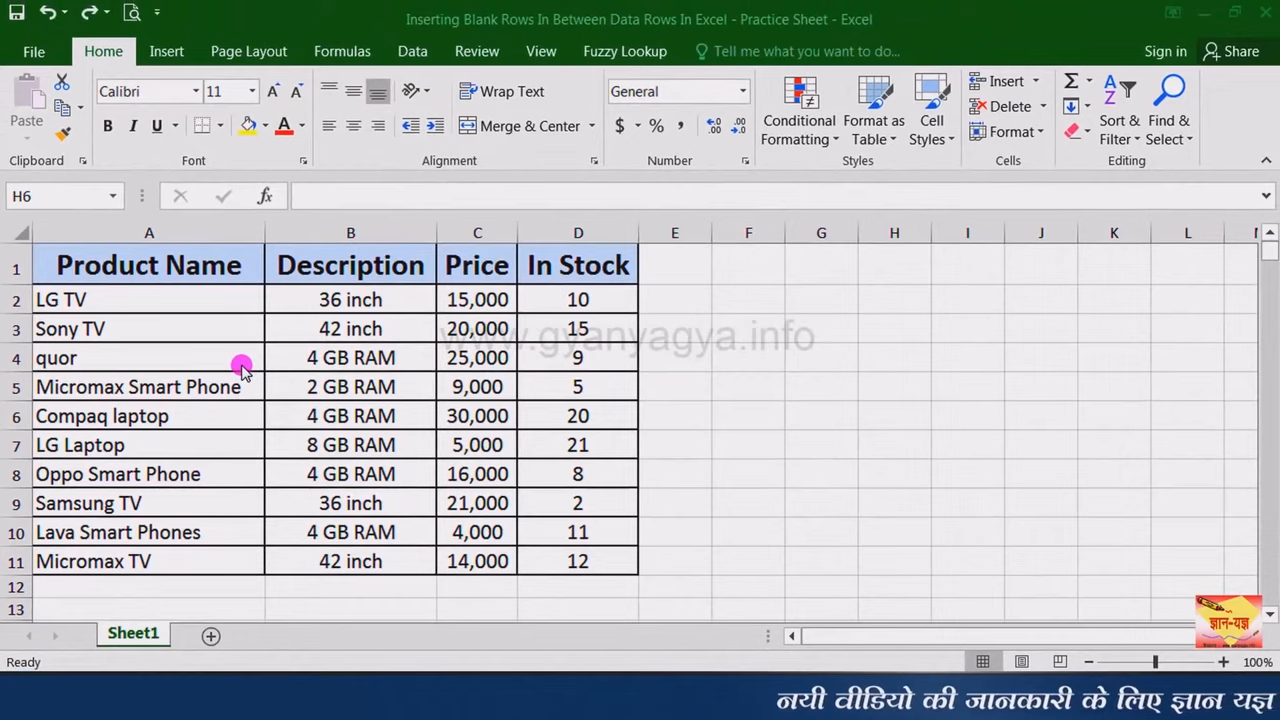 Inserting Blank Rows In Between Data Rows In Excel - Practice Sheet - Excel
File Home Insert Page Layout Formulas Data Review View Fuzzy Lookup Tell me what you want to do... Sign in Share
Paste
Calibri 11
B I U
Wrap Text
Merge & Center
General
$ % ,
Conditional Formatting
Format as Table
Cell Styles
Insert
Delete
Format
Sort & Filter
Find & Select
Clipboard Font Alignment Number Styles Cells Editing
H6 fx
A B C D E F G H I J K L
1 Product Name Description Price In Stock
2 LG TV 36 inch 15,000 10
3 Sony TV 42 inch 20,000 15
www.gyanyagya.info
4 quor 4 GB RAM 25,000 9
5 Micromax Smart Phone 2 GB RAM 9,000 5
6 Compaq laptop 4 GB RAM 30,000 20
7 LG Laptop 8 GB RAM 5,000 21
8 Oppo Smart Phone 4 GB RAM 16,000 8
9 Samsung TV 36 inch 21,000 2
10 Lava Smart Phones 4 GB RAM 4,000 11
11 Micromax TV 42 inch 14,000 12
12
13
Sheet1
ज्ञान-यज्ञ
Ready 100%
नयी वीडियो की जानकारी के लिए ज्ञान यज्ञ